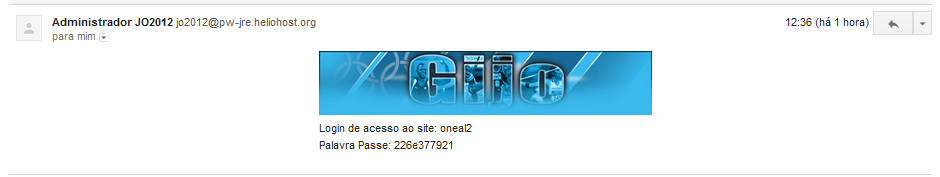 Administrador JO2012 jo2012@pw-jre.heliohost.org 12:36 (há 1 hora)
para mim
Gijo
Login de acesso ao site: oneal2
Palavra Passe: 226e377921